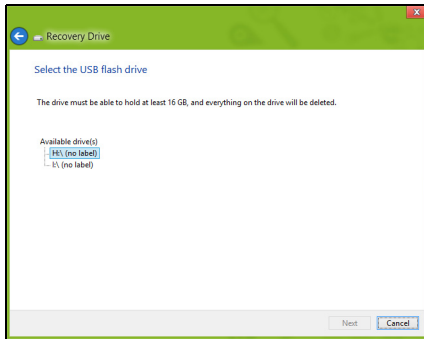 Recovery Drive
Select the USB flash drive
The drive must be able to hold at least 16 GB, and everything on the drive will be deleted.
Available drive(s)
H:\ (no label)
I:\ (no label)
Next
Cancel